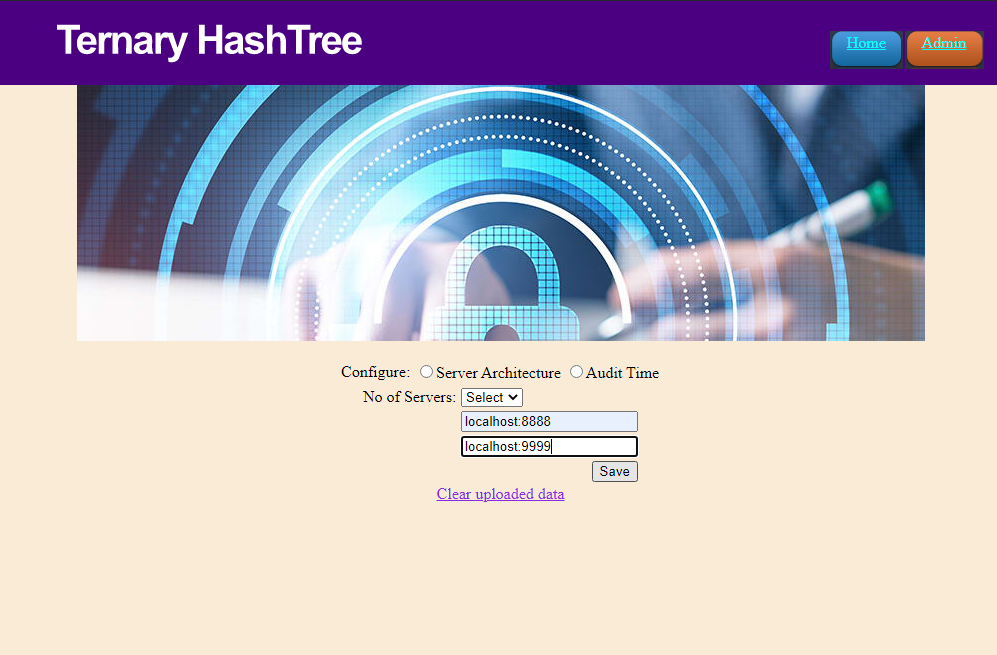 Ternary HashTree
Home Admin
Configure: Server Architecture Audit Time
No of Servers: Select
localhost:8888
localhost:9999
Save
Clear uploaded data